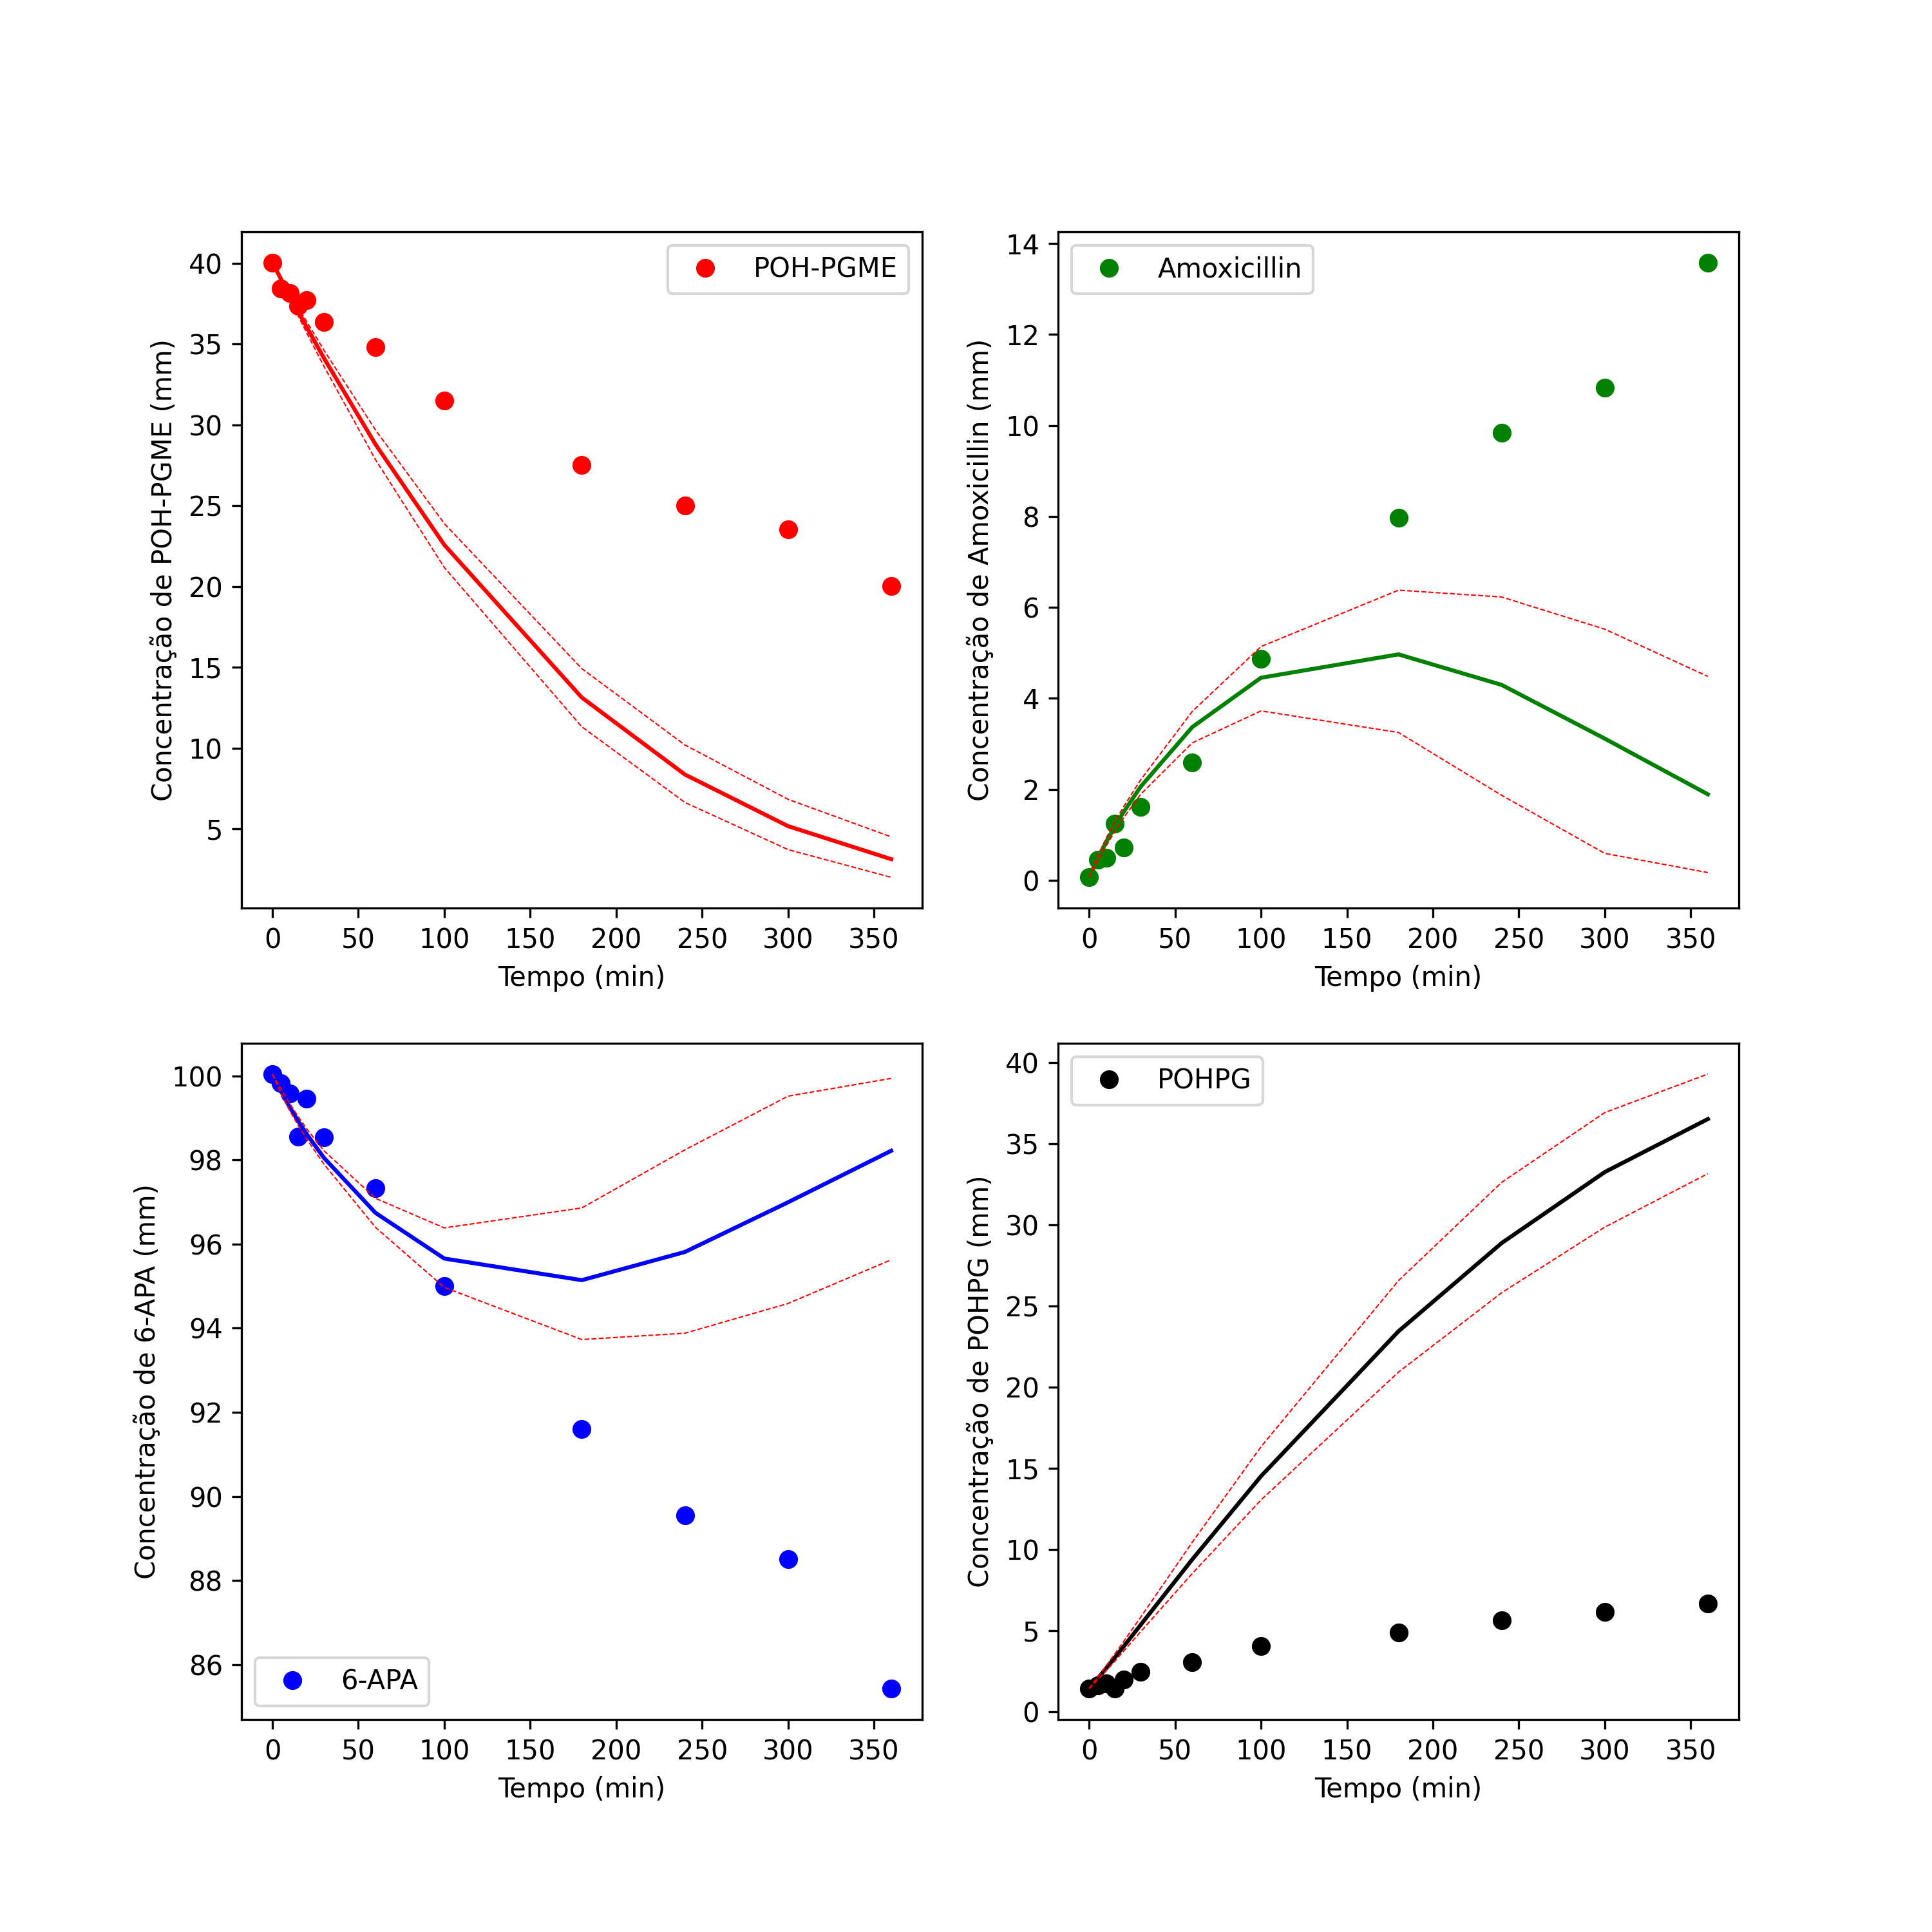 POH-PGME
Concentração de POH-PGME (mm)
40
35
30
25
20
15
10
5
0 50 100 150 200 250 300 350
Tempo (min)
Amoxicillin
Concentração de Amoxicillin (mm)
14
12
10
8
6
4
2
0
0 50 100 150 200 250 300 350
Tempo (min)
6-APA
Concentração de 6-APA (mm)
100
98
96
94
92
90
88
86
0 50 100 150 200 250 300 350
Tempo (min)
POHPG
Concentração de POHPG (mm)
40
35
30
25
20
15
10
5
0
0 50 100 150 200 250 300 350
Tempo (min)